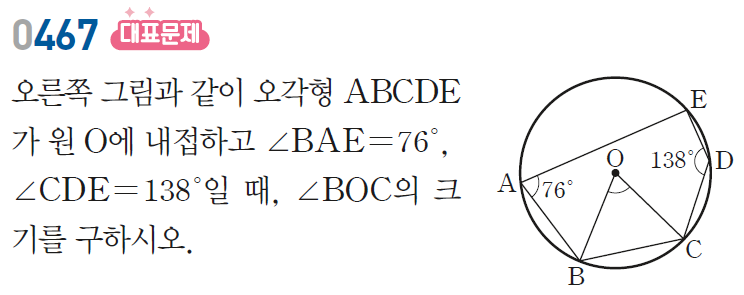 0467 대표문제
오른쪽 그림과 같이 오각형 ABCDE
가 원 O에 내접하고 ∠BAE=76°,
∠CDE=138°일 때, ∠BOC의 크
기를 구하시오.
E
O
138°
D
A
76°
C
B